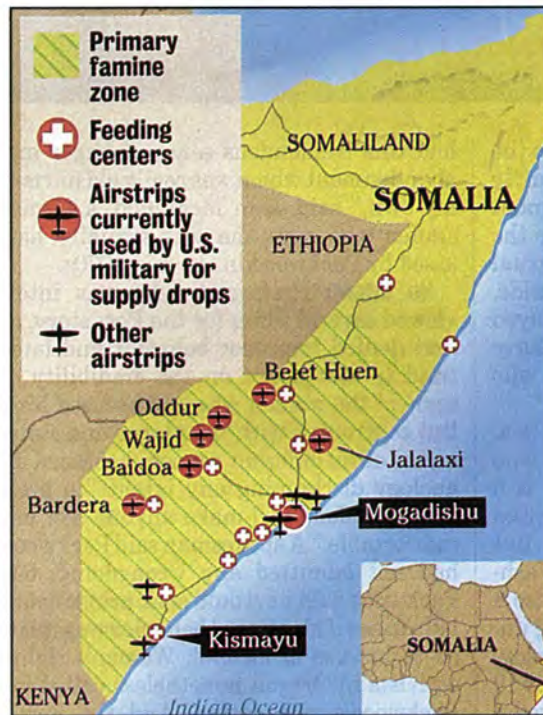 Primary
famine
zone
Feeding
centers
Airstrips
currently
used by U.S.
military for
supply drops
Other
airstrips
SOMALILAND
SOMALIA
ETHIOPIA
Belet Huen
Oddur
Wajid
Baidoa
Jalalaxi
Bardera
Mogadishu
Kismayu
SOMALIA
KENYA
Indian Ocean